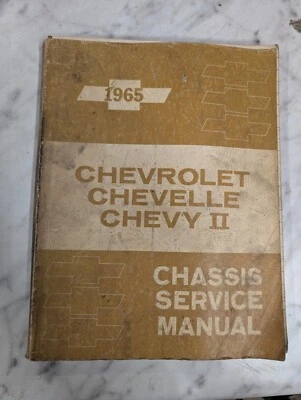 1965
CHEVROLET
CHEVELLE
CHEVY II
CHASSIS
SERVICE
MANUAL